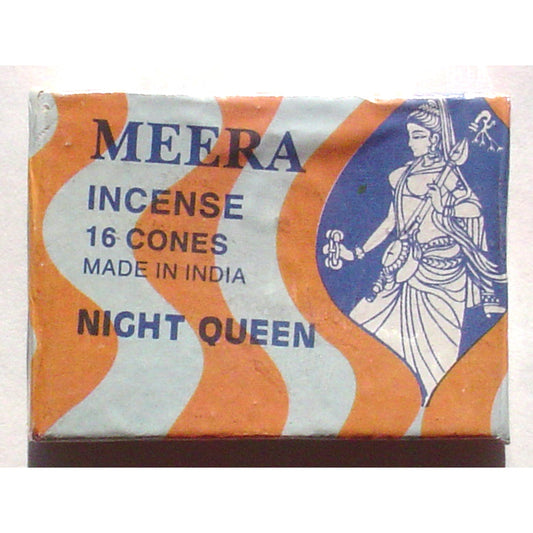 MEERA
INCENSE
16 CONES
MADE IN INDIA
NIGHT QUEEN